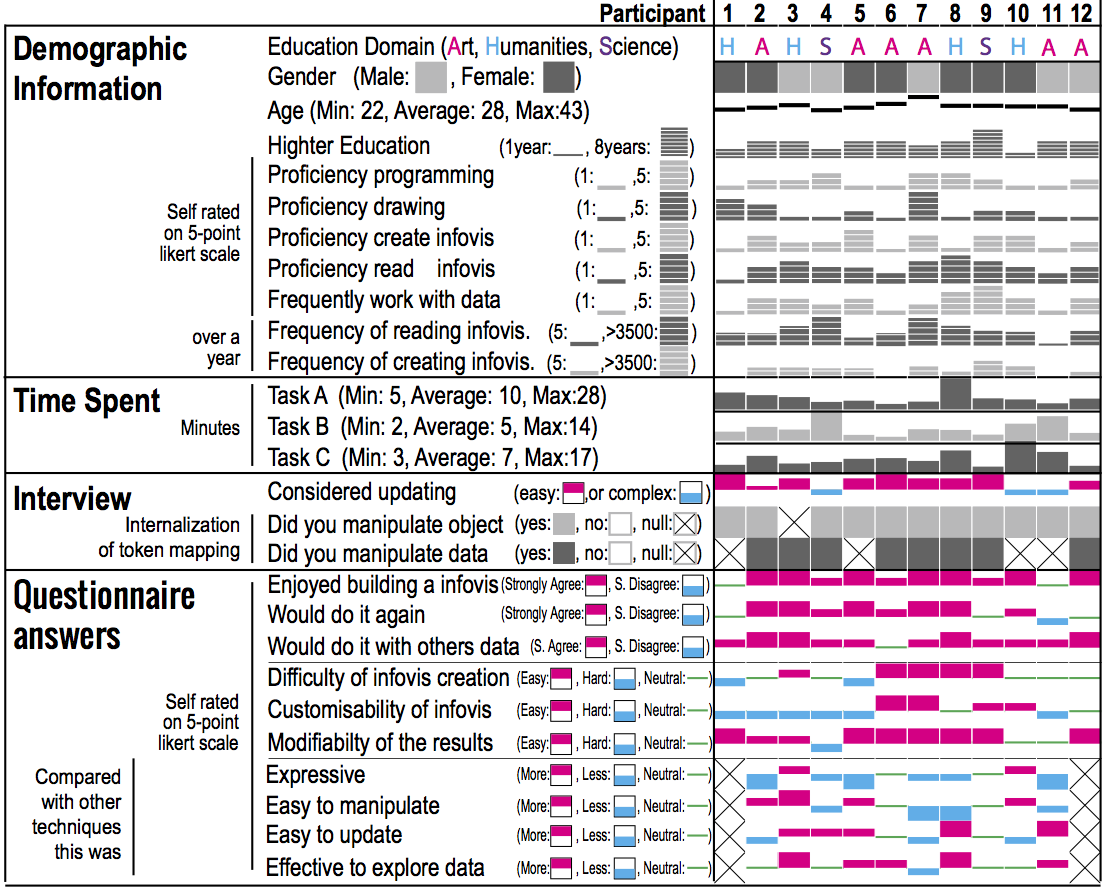 Participant 1 2 3 4 5 6 7 8 9 10 11 12
Demographic Information
Education Domain (Art, Humanities, Science) H A H S A A A H S H A A
Gender (Male: , Female: )
Age (Min: 22, Average: 28, Max:43)
Highter Education (1year: , 8years: )
Self rated on 5-point likert scale
Proficiency programming (1: ,5: )
Proficiency drawing (1: ,5: )
Proficiency create infovis (1: ,5: )
Proficiency read infovis (1: ,5: )
Frequently work with data (1: ,5: )
over a year
Frequency of reading infovis. (5: ,>3500: )
Frequency of creating infovis. (5: ,>3500: )
Time Spent
Minutes
Task A (Min: 5, Average: 10, Max:28)
Task B (Min: 2, Average: 5, Max:14)
Task C (Min: 3, Average: 7, Max:17)
Interview
Internalization of token mapping
Considered updating (easy: ,or complex: )
Did you manipulate object (yes: , no: , null: )
Did you manipulate data (yes: , no: , null: )
Questionnaire answers
Enjoyed building a infovis (Strongly Agree: , S. Disagree: )
Would do it again (Strongly Agree: , S. Disagree: )
Would do it with others data (S. Agree: , S. Disagree: )
Self rated on 5-point likert scale
Difficulty of infovis creation (Easy: , Hard: , Neutral: )
Customisability of infovis (Easy: , Hard: , Neutral: )
Modifiabilty of the results (Easy: , Hard: , Neutral: )
Compared with other techniques this was
Expressive (More: , Less: , Neutral: )
Easy to manipulate (More: , Less: , Neutral: )
Easy to update (More: , Less: , Neutral: )
Effective to explore data (More: , Less: , Neutral: )